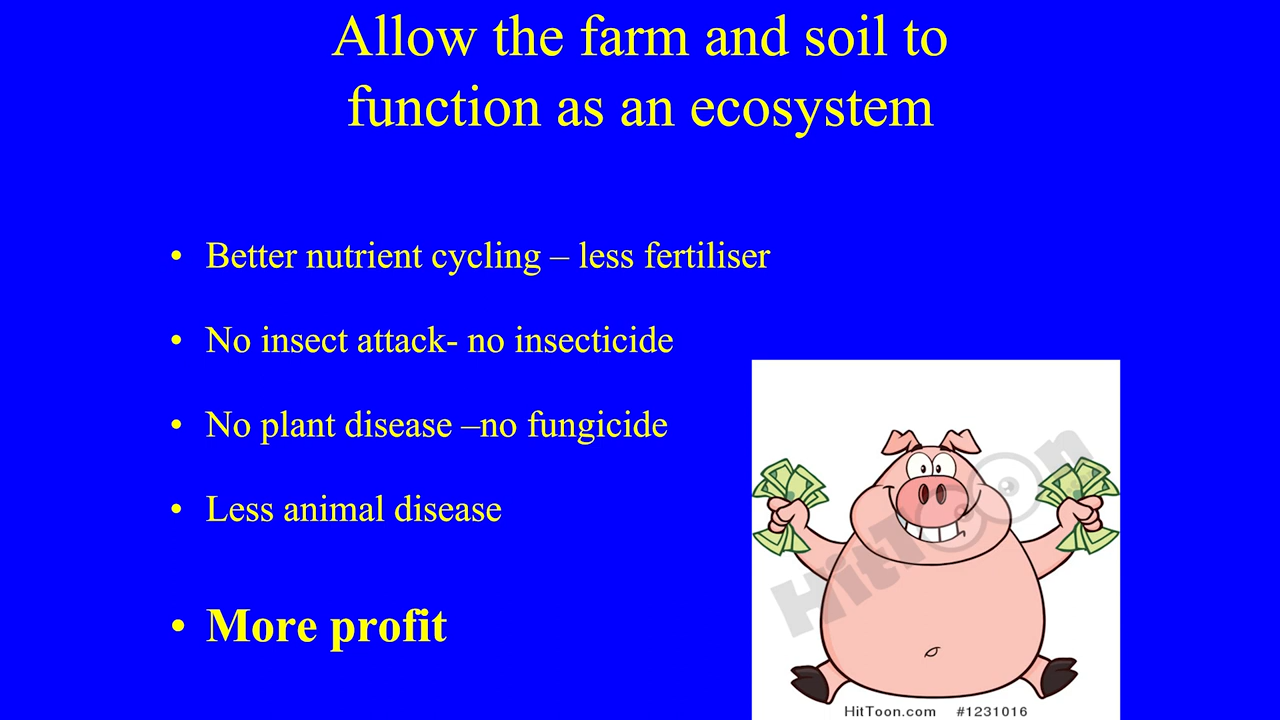 Allow the farm and soil to
function as an ecosystem
• Better nutrient cycling – less fertiliser
• No insect attack- no insecticide
• No plant disease –no fungicide
• Less animal disease
• More profit
HitToon
HitToon.com #1231016